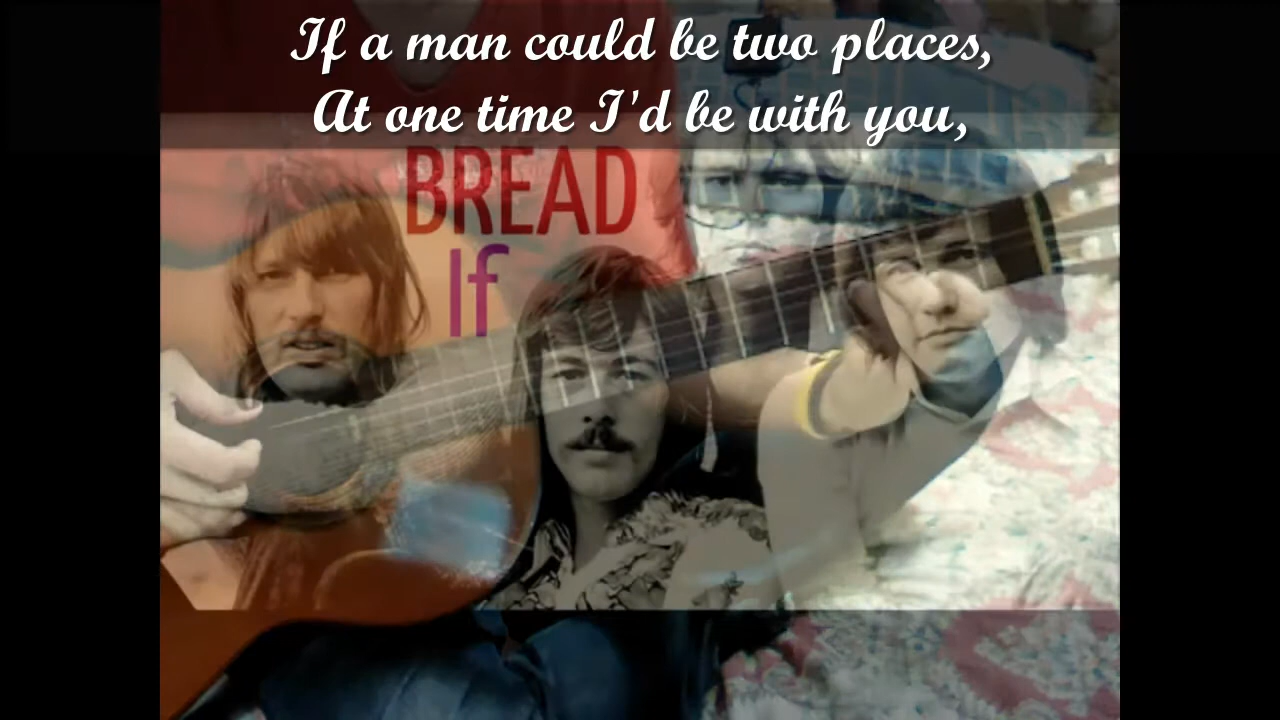 If a man could be two places,
At one time I'd be with you,
BREAD
If